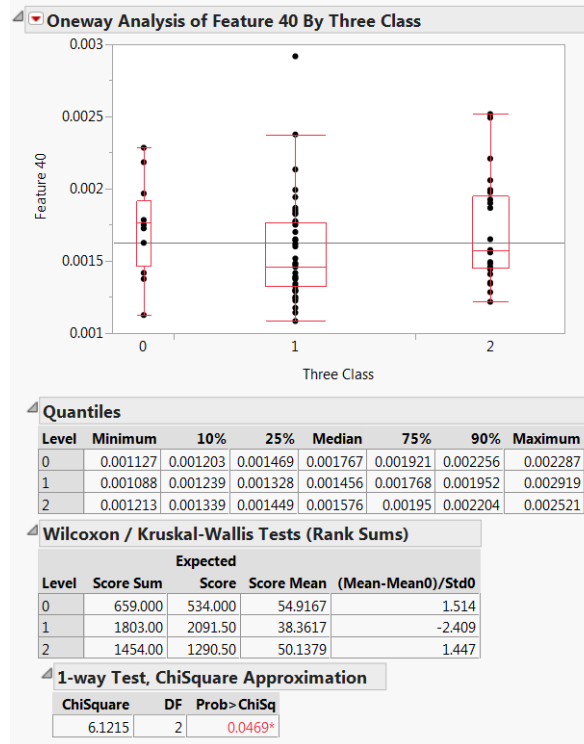 Oneway Analysis of Feature 40 By Three Class
0.003
0.0025
0.002
0.0015
0.001
Feature 40
0 1 2
Three Class
Quantiles
Level Minimum 10% 25% Median 75% 90% Maximum
0 0.001127 0.001203 0.001469 0.001767 0.001921 0.002256 0.002287
1 0.001088 0.001239 0.001328 0.001456 0.001768 0.001952 0.002919
2 0.001213 0.001339 0.001449 0.001576 0.00195 0.002204 0.002521
Wilcoxon / Kruskal-Wallis Tests (Rank Sums)
Expected
Level Score Sum Score Score Mean (Mean-Mean0)/Std0
0 659.000 534.000 54.9167 1.514
1 1803.00 2091.50 38.3617 -2.409
2 1454.00 1290.50 50.1379 1.447
1-way Test, ChiSquare Approximation
ChiSquare DF Prob>ChiSq
6.1215 2 0.0469*